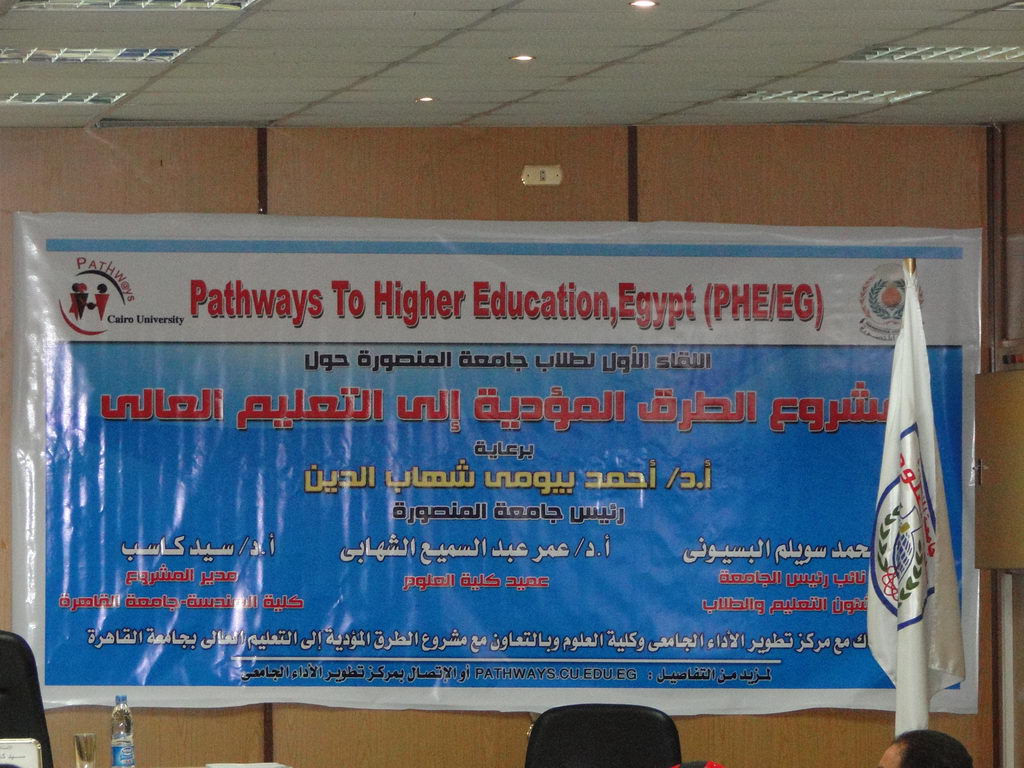 PATHWAYS
Cairo University
Pathways To Higher Education,Egypt (PHE/EG)
اللقاء الأول لطلاب جامعة المنصورة حول
مشروع الطرق المؤدية إلى التعليم العالى
برعاية
أ.د/ أحمد بيومى شهاب الدين
رئيس جامعة المنصورة
حمد سويلم البسيونى
نائب رئيس الجامعة
ئون التعليم والطلاب
أ.د/ عمر عبد السميع الشهابى
عميد كلية العلوم
أ.د/ سيد كاسب
مدير المشروع
كلية الهندسة-جامعة القاهرة
ك مع مركز تطوير الأداء الجامعى وكلية العلوم وبالتعاون مع مشروع الطرق المؤدية إلى التعليم العالى بجامعة القاهرة
لمزيد من التفاصيل : PATHWAYS.CU.EDU.EG أو الإتصال بمركز تطوير الأداء الجامعى